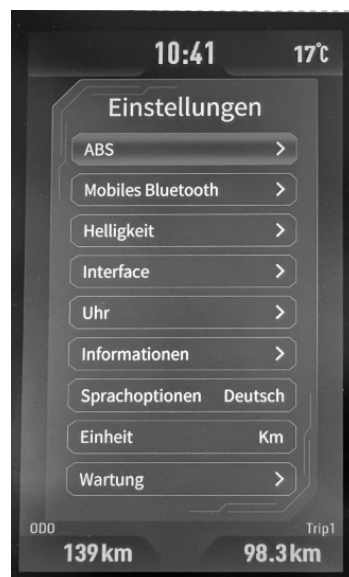 10:41 17°C
Einstellungen
ABS >
Mobiles Bluetooth >
Helligkeit >
Interface >
Uhr >
Informationen >
Sprachoptionen Deutsch
Einheit Km
Wartung >
ODO Trip1
139 km 98.3 km